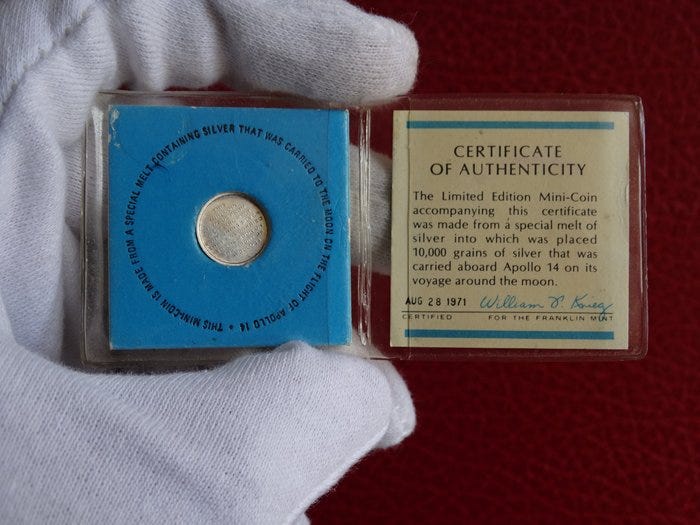 THIS MINI-COIN IS MADE FROM A SPECIAL MELT CONTAINING SILVER THAT WAS CARRIED TO THE MOON ON THE FLIGHT OF APOLLO 14 •
CERTIFICATE
OF AUTHENTICITY
The Limited Edition Mini-Coin
accompanying this certificate
was made from a special melt of
silver into which was placed
10,000 grains of silver that was
carried aboard Apollo 14 on its
voyage around the moon.
AUG 28 1971 William P. Krieg
CERTIFIED FOR THE FRANKLIN MINT